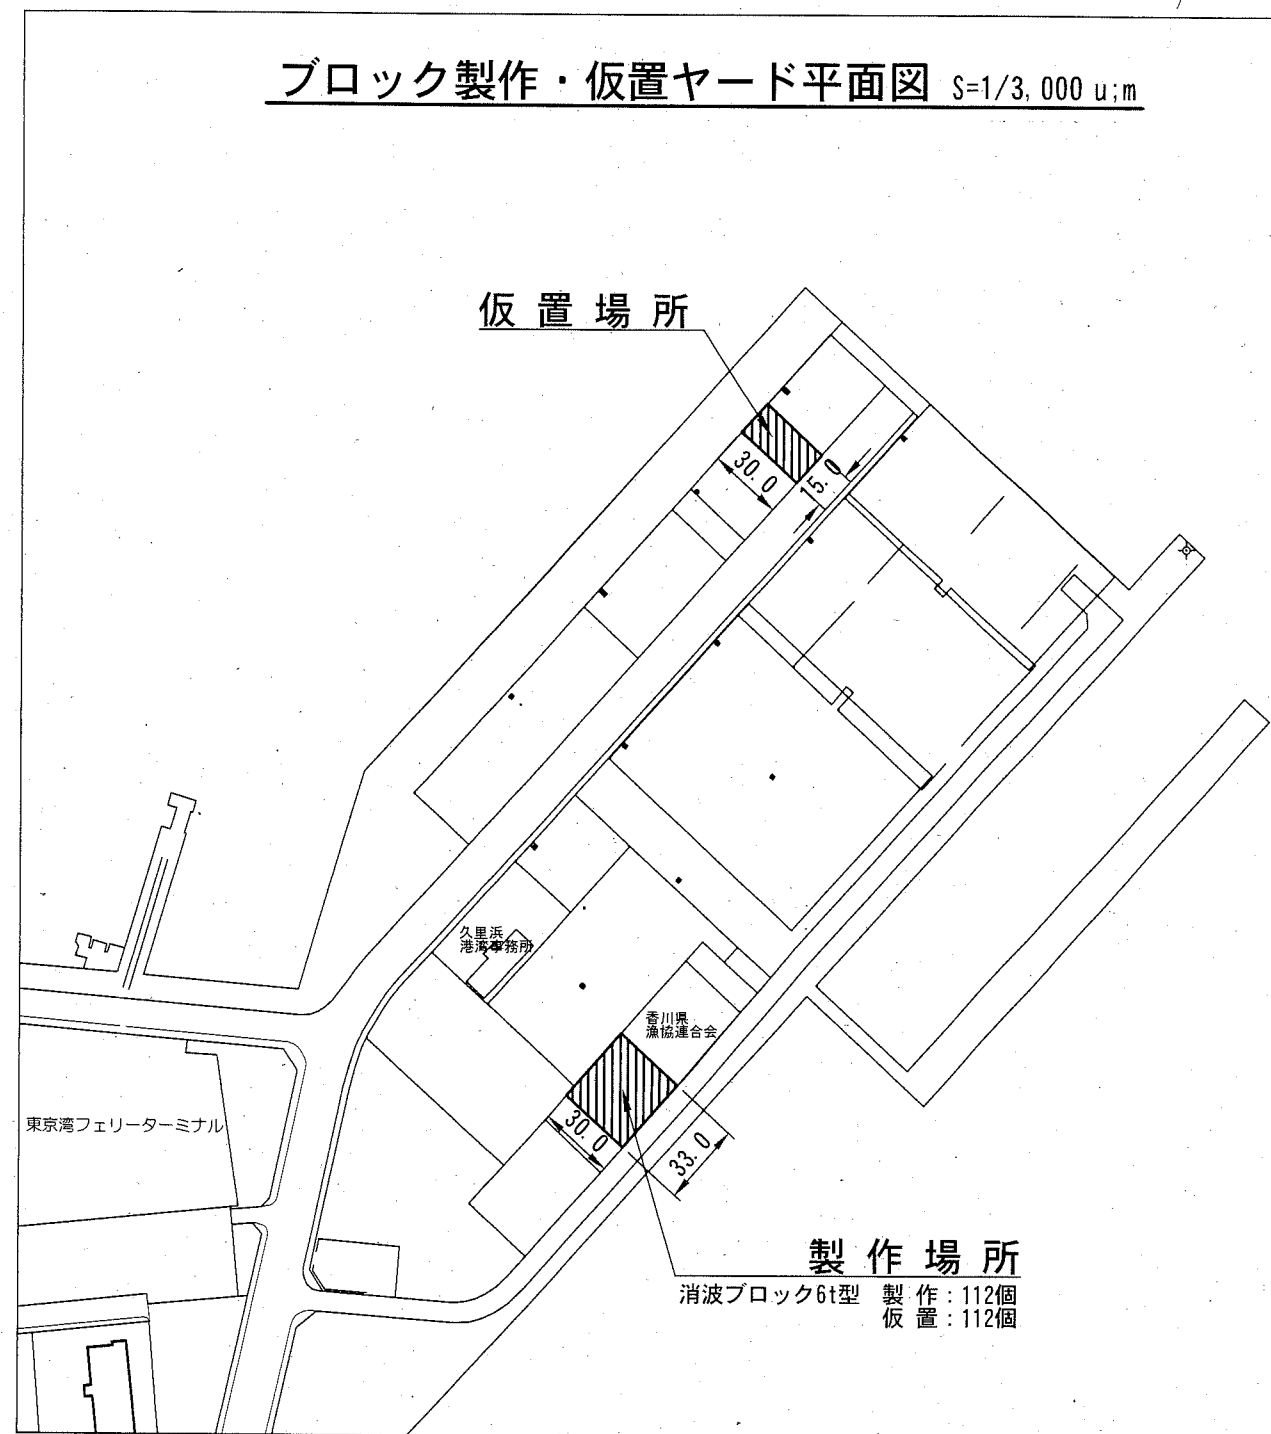 ブロック製作・仮置ヤード平面図 S=1/3,000 u;m
仮置場所
30.0
15.0
久里浜
港湾事務所
香川県
漁協連合会
東京湾フェリーターミナル
30.0
33.0
製作場所
消波ブロック6t型 製作:112個
仮置:112個